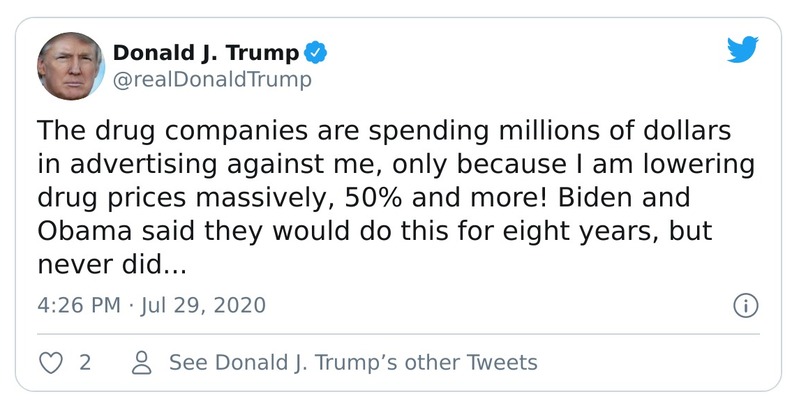 Donald J. Trump
@realDonaldTrump
The drug companies are spending millions of dollars
in advertising against me, only because I am lowering
drug prices massively, 50% and more! Biden and
Obama said they would do this for eight years, but
never did...
4:26 PM · Jul 29, 2020
2 See Donald J. Trump’s other Tweets